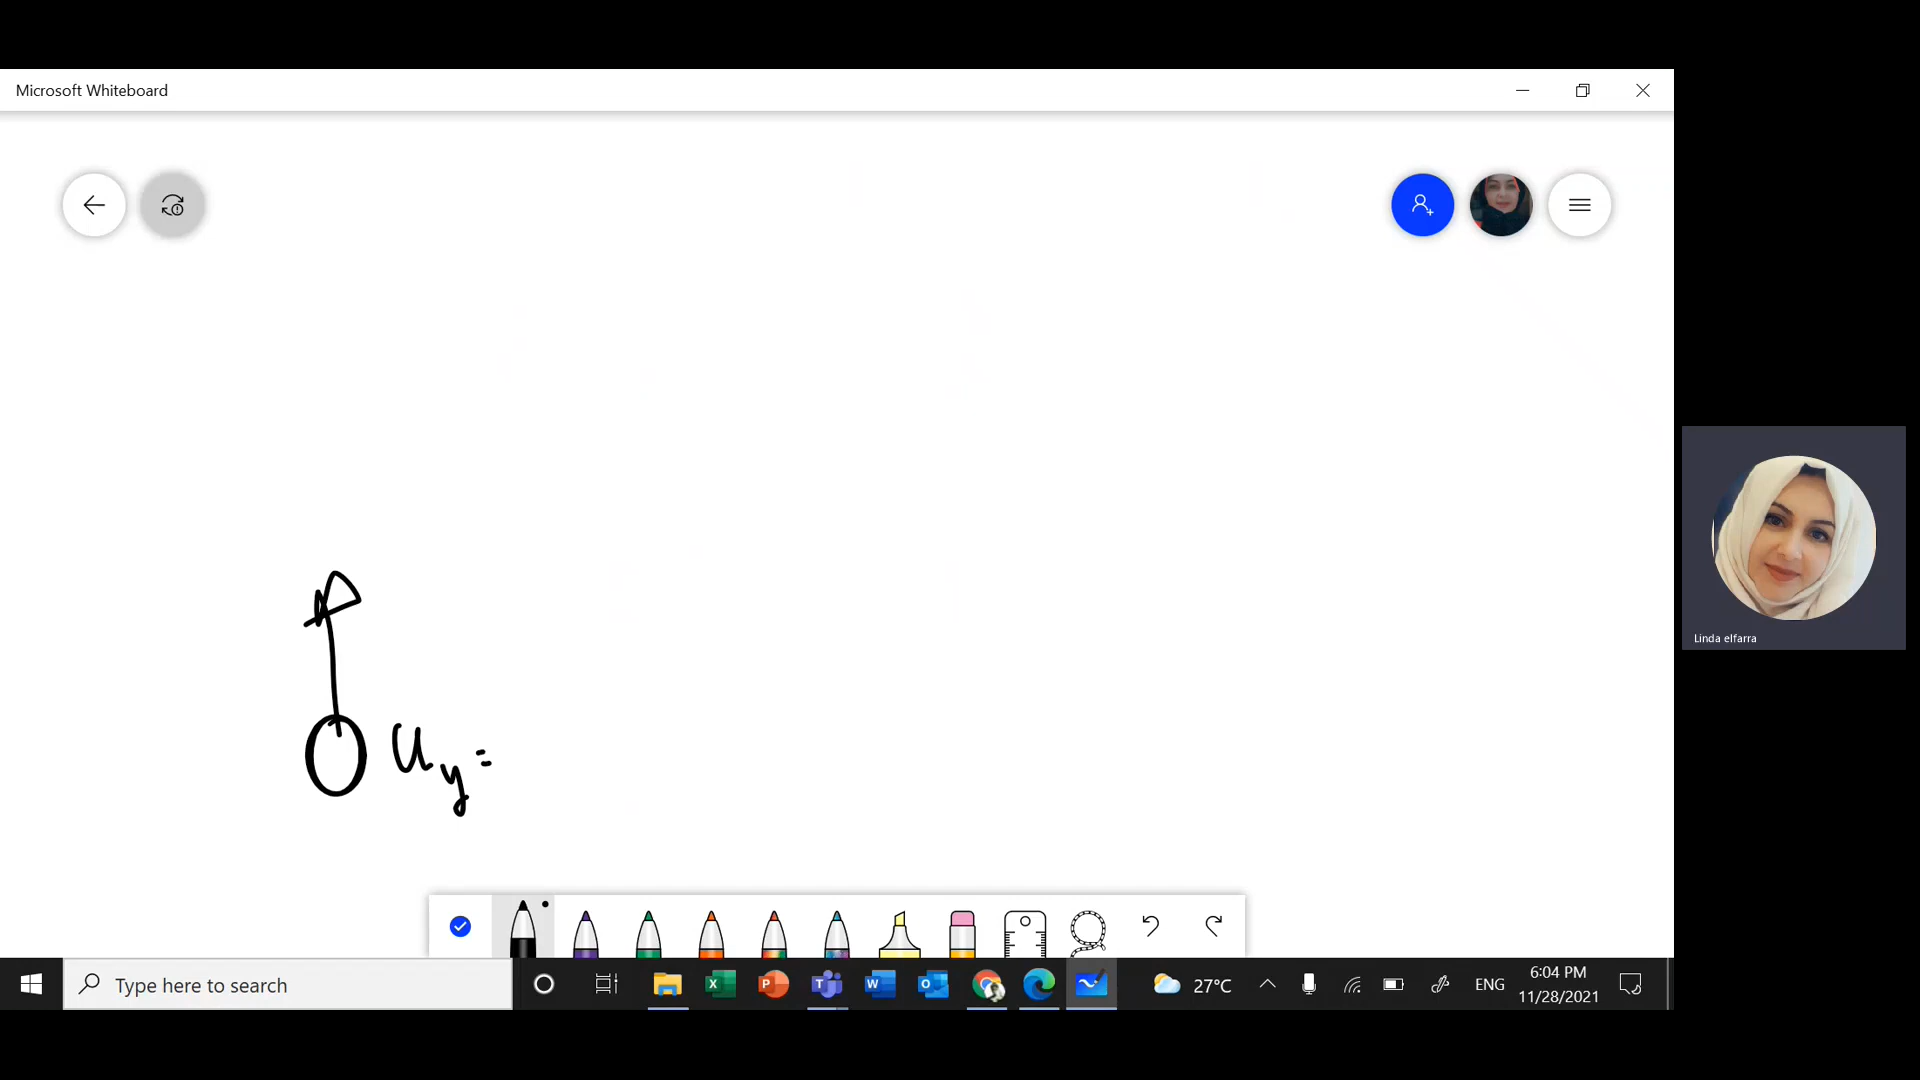 Microsoft Whiteboard
Linda elfarra
Uy=
Type here to search
27°C
ENG
6:04 PM
11/28/2021